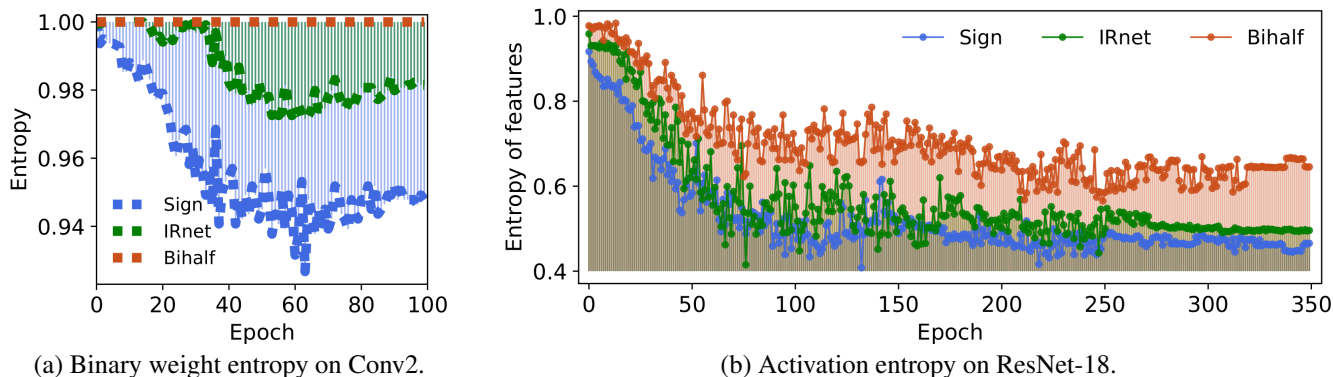 Entropy
1.00
0.98
0.96
0.94
Sign
IRnet
Bihalf
0 20 40 60 80 100
Epoch
(a) Binary weight entropy on Conv2.
Entropy of features
1.0
0.8
0.6
0.4
Sign IRnet Bihalf
0 50 100 150 200 250 300 350
Epoch
(b) Activation entropy on ResNet-18.